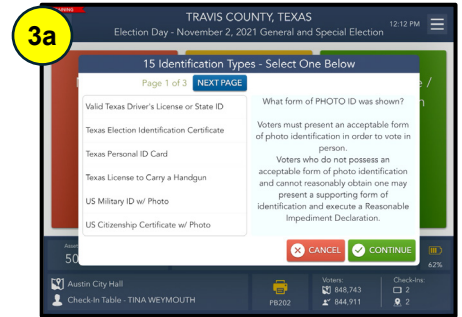 3a
TRAVIS COUNTY, TEXAS
Election Day - November 2, 2021 General and Special Election
12:12 PM
15 Identification Types - Select One Below
Page 1 of 3 NEXT PAGE
Valid Texas Driver's License or State ID
Texas Election Identification Certificate
Texas Personal ID Card
Texas License to Carry a Handgun
US Military ID w/ Photo
US Citizenship Certificate w/ Photo
What form of PHOTO ID was shown?
Voters must present an acceptable form
of photo identification in order to vote in
person.
Voters who do not possess an
acceptable form of photo identification
and cannot reasonably obtain one may
present a supporting form of
identification and execute a Reasonable
Impediment Declaration.
CANCEL
CONTINUE
50
62%
Austin City Hall
Check-In Table - TINA WEYMOUTH
PB202
Voters:
848,743
844,911
Check-Ins:
2
2